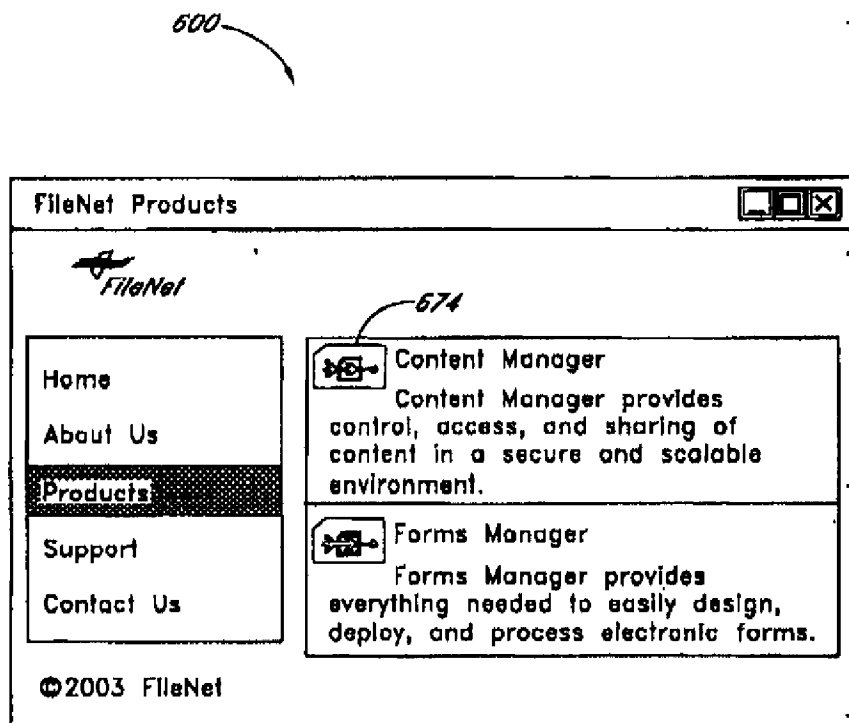 600
FileNet Products
FileNet
674
Home
About Us
Products
Support
Contact Us
Content Manager
Content Manager provides
control, access, and sharing of
content in a secure and scalable
environment.
Forms Manager
Forms Manager provides
everything needed to easily design,
deploy, and process electronic forms.
©2003 FileNet